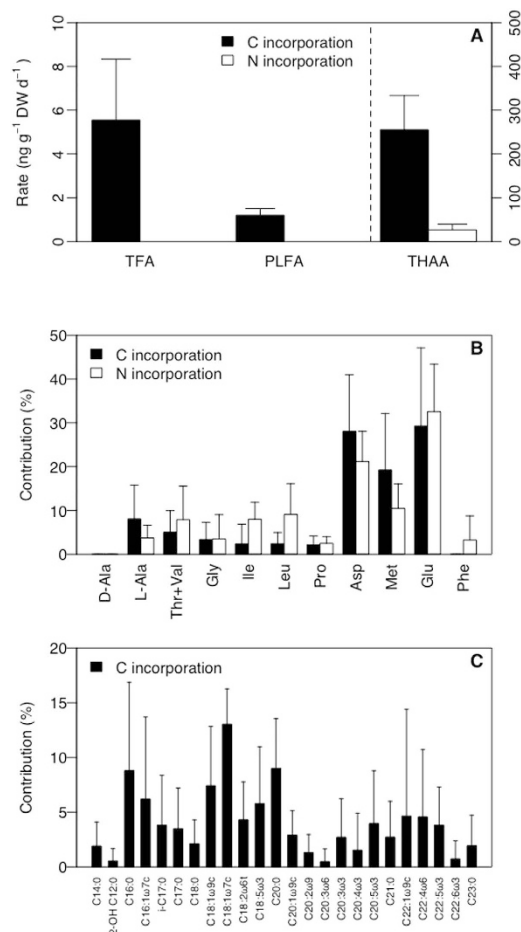 A
C incorporation
N incorporation
Rate (ng g⁻¹ DW d⁻¹)
10
8
6
4
2
0
500
400
300
200
100
0
TFA PLFA THAA
B
C incorporation
N incorporation
Contribution (%)
50
40
30
20
10
0
D-Ala L-Ala Thr+Val Gly Ile Leu Pro Asp Met Glu Phe
C
C incorporation
Contribution (%)
20
15
10
5
0
C14:0 2-OH C12:0 C16:0 C16:1ω7c i-C17:0 C17:0 C18:0 C18:1ω9c C18:1ω7c C18:2ω6t C18:5ω3 C20:0 C20:1ω9c C20:2ω9 C20:3ω6 C20:3ω3 C20:4ω3 C20:5ω3 C21:0 C22:1ω9c C22:4ω6 C22:5ω3 C22:6ω3 C23:0